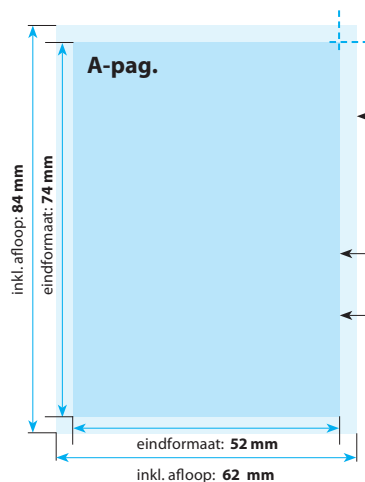 A-pag.
inkl. afloop: 84 mm
eindformaat: 74 mm
eindformaat: 52 mm
inkl. afloop: 62 mm